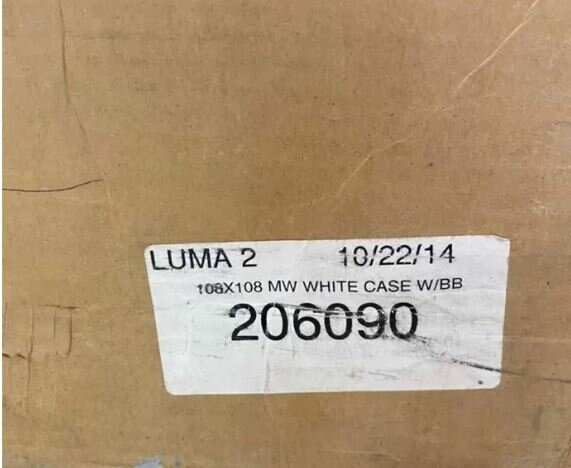 LUMA 2 10/22/14
108X108 MW WHITE CASE W/BB
206090